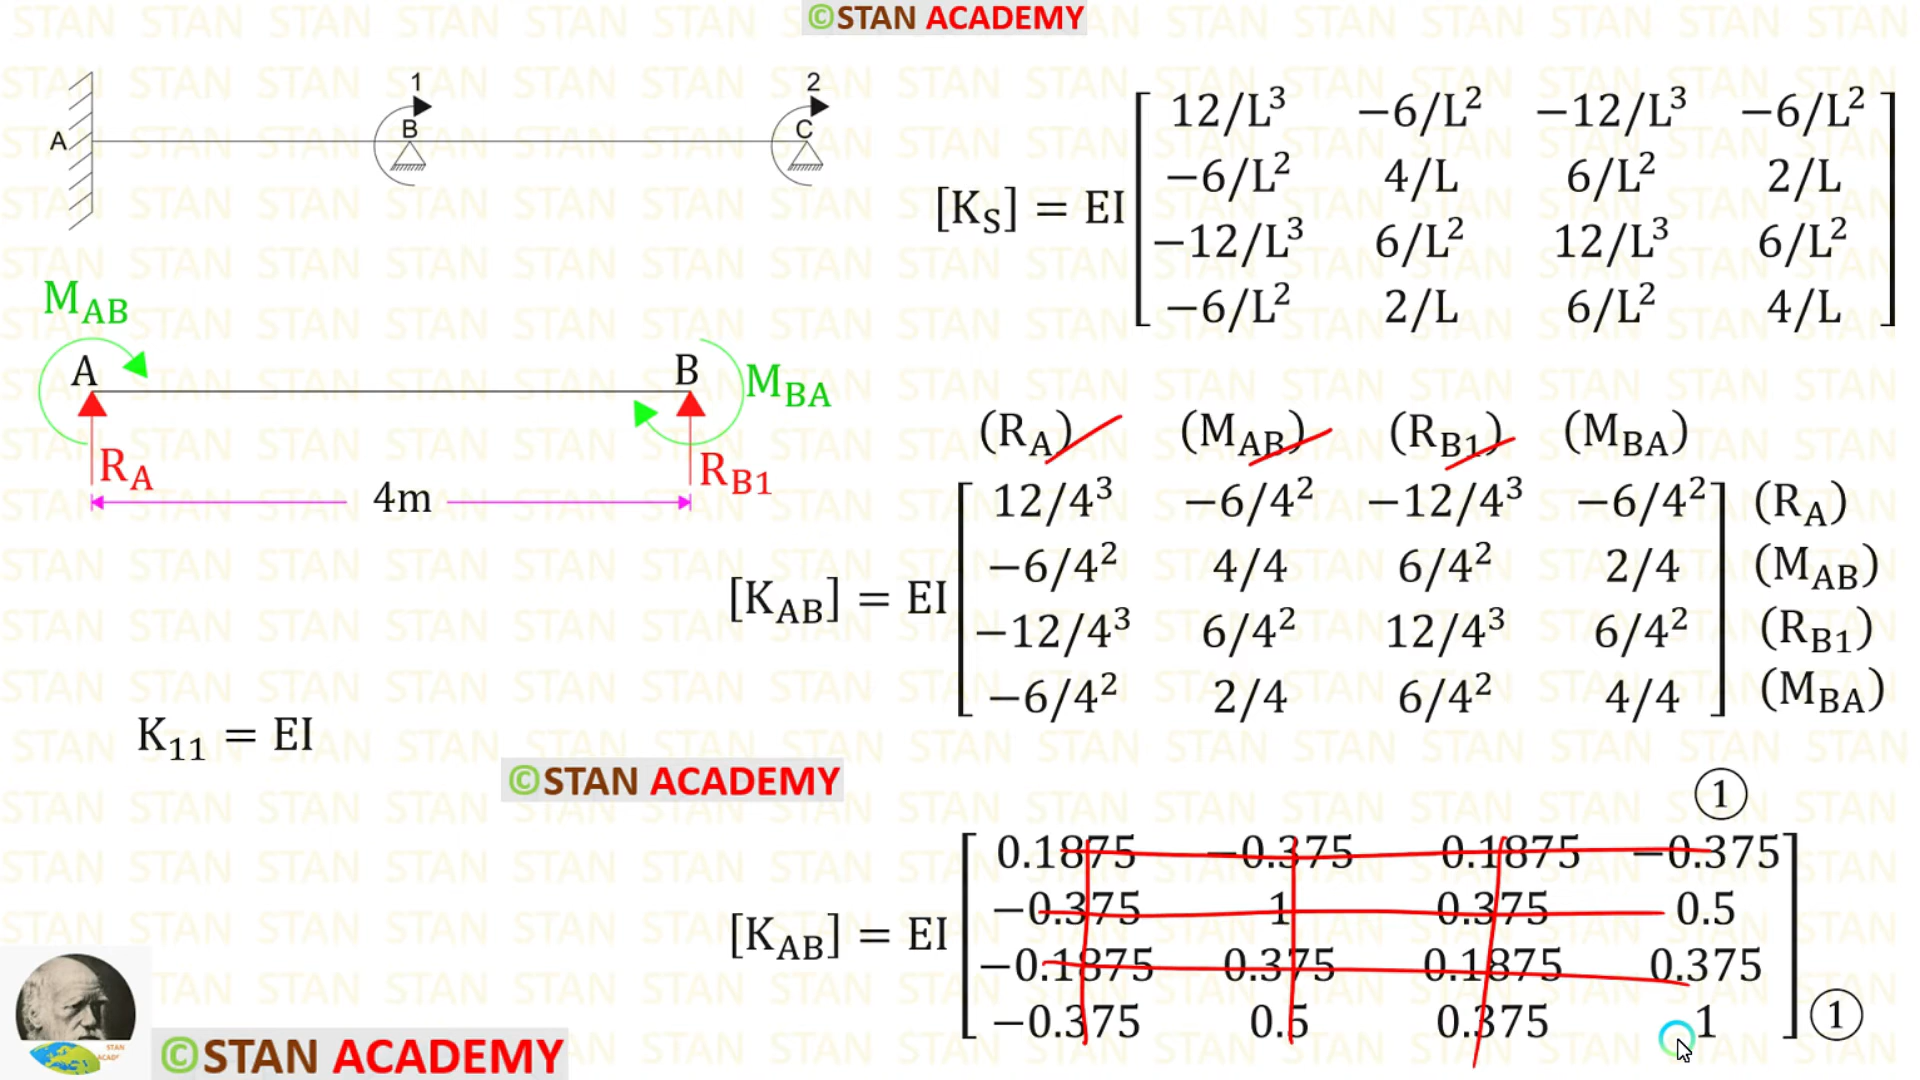 ©STAN ACADEMY
1
2
A
B
C
[K_S] = EI
12/L³ −6/L² −12/L³ −6/L²
−6/L² 4/L 6/L² 2/L
−12/L³ 6/L² 12/L³ 6/L²
−6/L² 2/L 6/L² 4/L
M_AB
A
B
M_BA
R_A
R_B1
4m
(R_A) (M_AB) (R_B1) (M_BA)
[K_AB] = EI
12/4³ −6/4² −12/4³ −6/4² (R_A)
−6/4² 4/4 6/4² 2/4 (M_AB)
−12/4³ 6/4² 12/4³ 6/4² (R_B1)
−6/4² 2/4 6/4² 4/4 (M_BA)
K₁₁ = EI
©STAN ACADEMY
①
[K_AB] = EI
0.1875 −0.375 0.1875 −0.375
−0.375 1 0.375 0.5
−0.1875 0.375 0.1875 0.375
−0.375 0.5 0.375 1 ①
©STAN ACADEMY